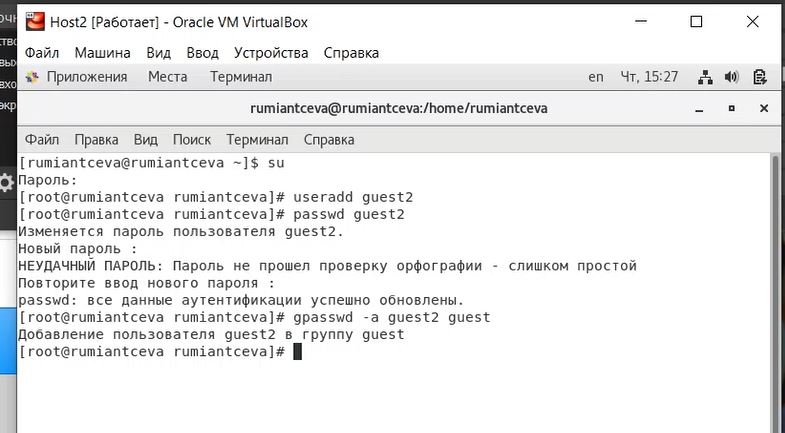 Host2 [Работает] - Oracle VM VirtualBox
Файл Машина Вид Ввод Устройства Справка
Приложения Места Терминал en Чт, 15:27
rumiantceva@rumiantceva:/home/rumiantceva
Файл Правка Вид Поиск Терминал Справка
[rumiantceva@rumiantceva ~]$ su
Пароль:
[root@rumiantceva rumiantceva]# useradd guest2
[root@rumiantceva rumiantceva]# passwd guest2
Изменяется пароль пользователя guest2.
Новый пароль :
НЕУДАЧНЫЙ ПАРОЛЬ: Пароль не прошел проверку орфографии - слишком простой
Повторите ввод нового пароля :
passwd: все данные аутентификации успешно обновлены.
[root@rumiantceva rumiantceva]# gpasswd -a guest2 guest
Добавление пользователя guest2 в группу guest
[root@rumiantceva rumiantceva]#